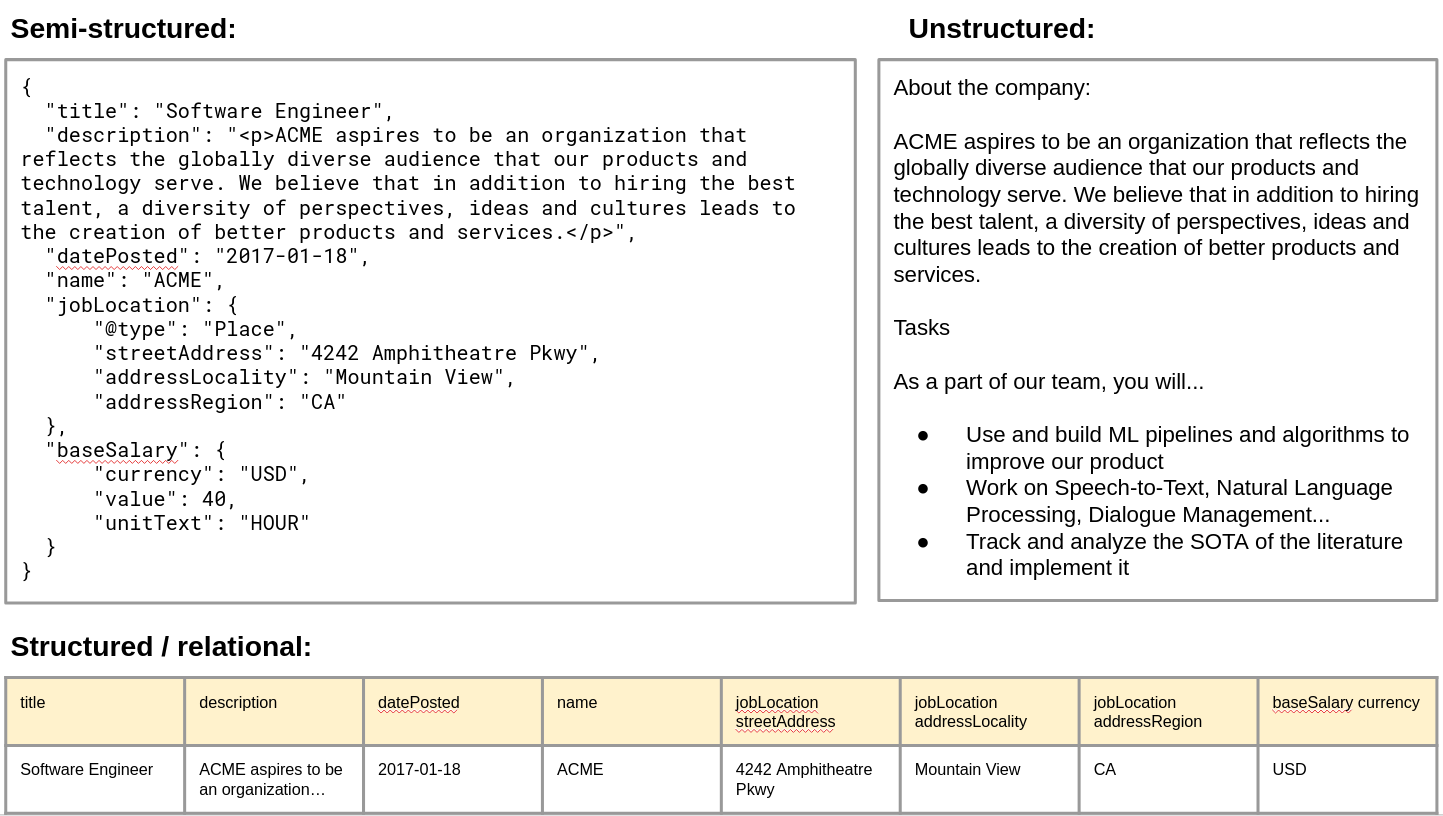 Semi-structured:
{
  "title": "Software Engineer",
  "description": "<p>ACME aspires to be an organization that
reflects the globally diverse audience that our products and
technology serve. We believe that in addition to hiring the best
talent, a diversity of perspectives, ideas and cultures leads to
the creation of better products and services.</p>",
  "datePosted": "2017-01-18",
  "name": "ACME",
  "jobLocation": {
      "@type": "Place",
      "streetAddress": "4242 Amphitheatre Pkwy",
      "addressLocality": "Mountain View",
      "addressRegion": "CA"
  },
  "baseSalary": {
      "currency": "USD",
      "value": 40,
      "unitText": "HOUR"
  }
}
Unstructured:
About the company:
ACME aspires to be an organization that reflects the
globally diverse audience that our products and
technology serve. We believe that in addition to hiring
the best talent, a diversity of perspectives, ideas and
cultures leads to the creation of better products and
services.
Tasks
As a part of our team, you will...
● Use and build ML pipelines and algorithms to
improve our product
● Work on Speech-to-Text, Natural Language
Processing, Dialogue Management...
● Track and analyze the SOTA of the literature
and implement it
Structured / relational:
title
description
datePosted
name
jobLocation
streetAddress
jobLocation
addressLocality
jobLocation
addressRegion
baseSalary currency
Software Engineer
ACME aspires to be
an organization…
2017-01-18
ACME
4242 Amphitheatre
Pkwy
Mountain View
CA
USD